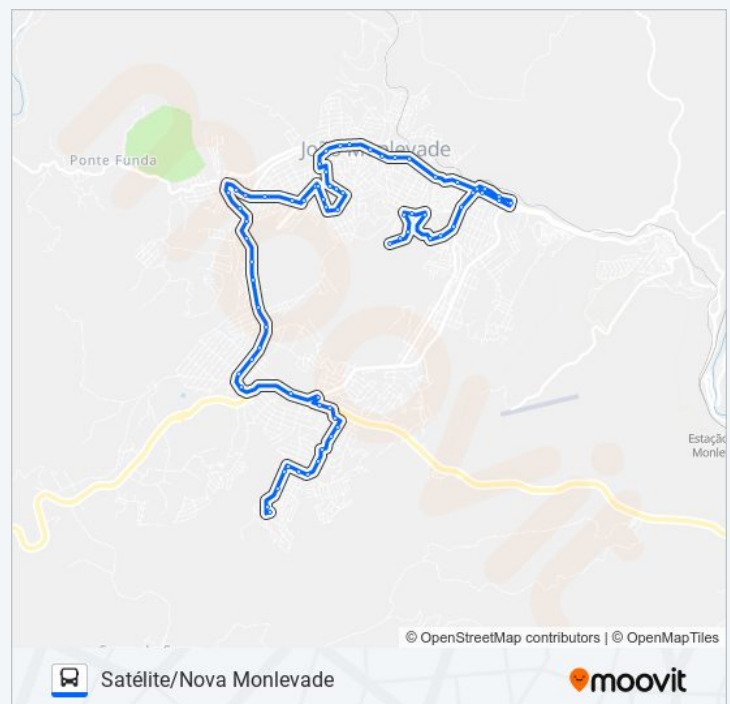 João Monlevade
Ponte Funda
Estação
Monle
© OpenStreetMap contributors | © OpenMapTiles
Satélite/Nova Monlevade
moovit